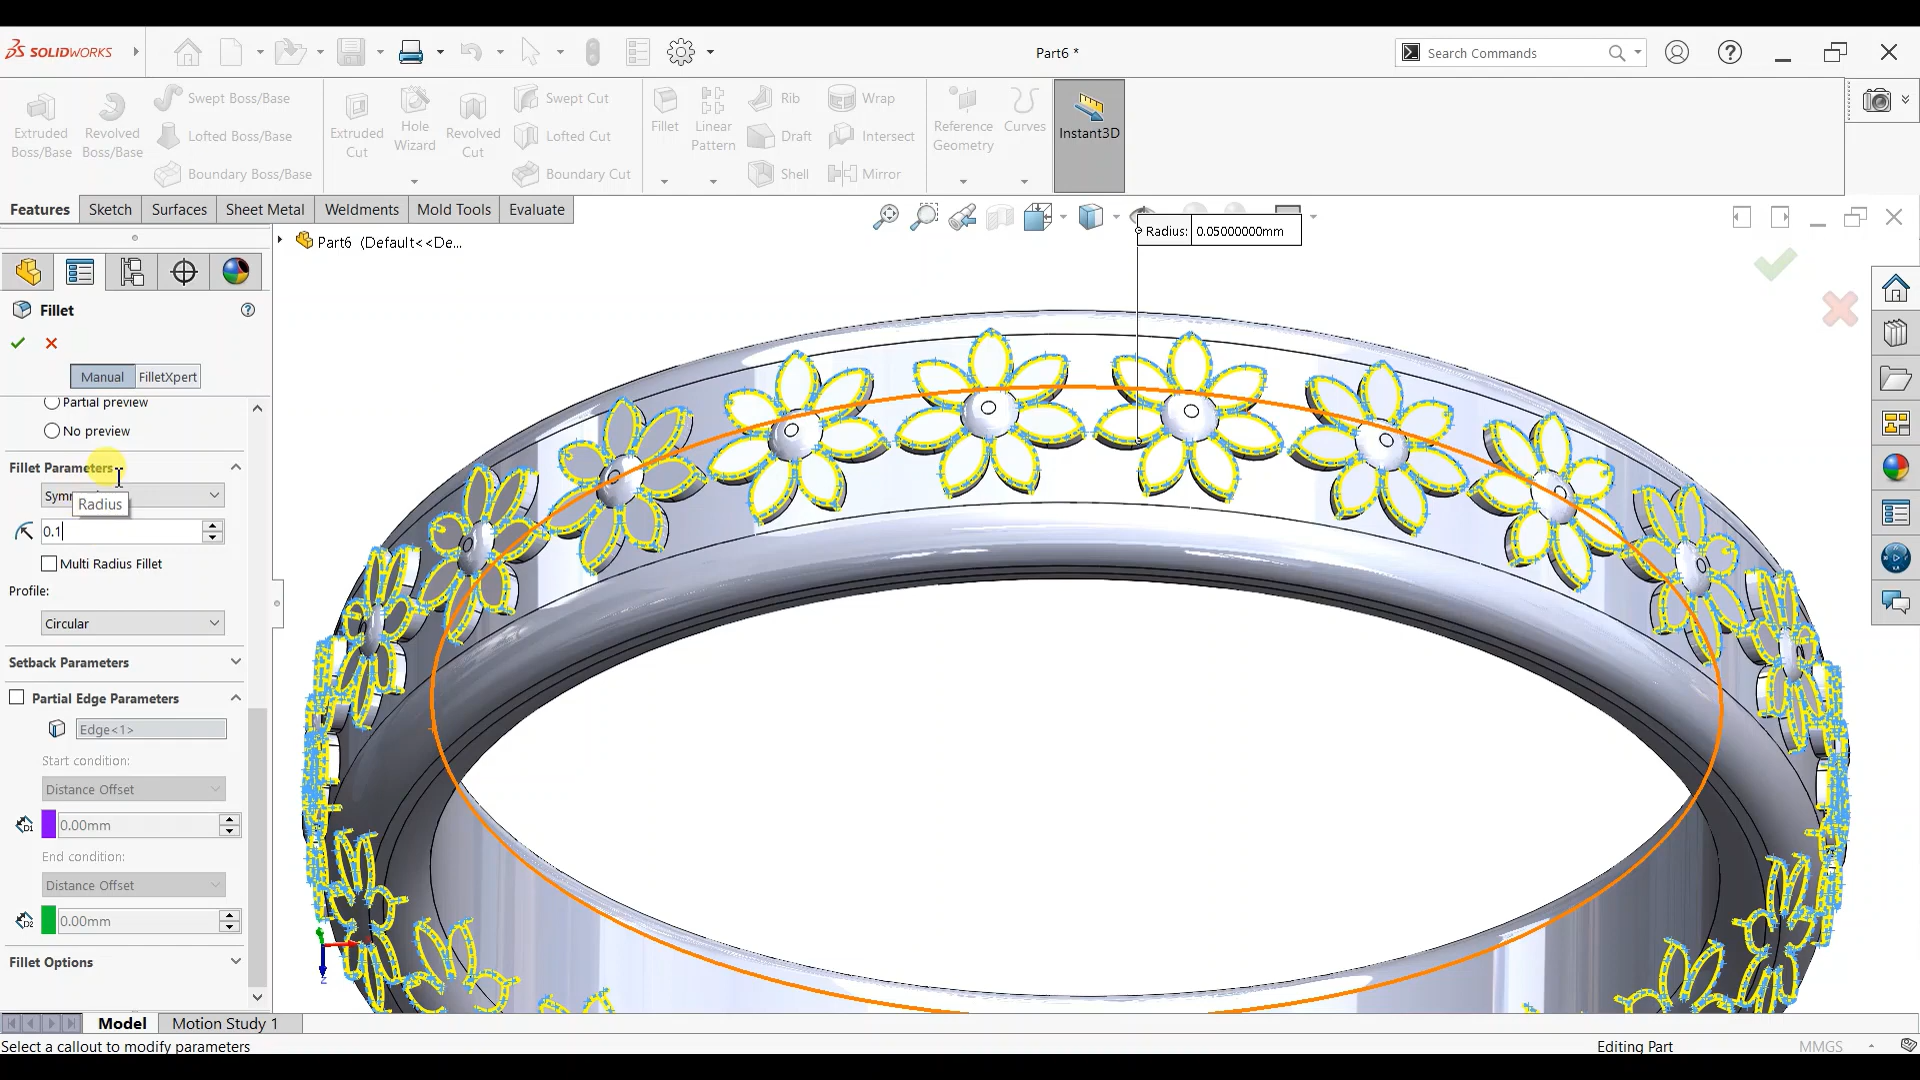 SOLIDWORKS
Part6 *
Search Commands
Extruded Boss/Base
Revolved Boss/Base
Swept Boss/Base
Lofted Boss/Base
Boundary Boss/Base
Extruded Cut
Hole Wizard
Revolved Cut
Swept Cut
Lofted Cut
Boundary Cut
Fillet
Linear Pattern
Rib
Draft
Shell
Wrap
Intersect
Mirror
Reference Geometry
Curves
Instant3D
Features
Sketch
Surfaces
Sheet Metal
Weldments
Mold Tools
Evaluate
Part6 (Default<<De...
Radius: 0.05000000mm
Fillet
Manual
FilletXpert
Partial preview
No preview
Fillet Parameters
Radius
0.1
Multi Radius Fillet
Profile:
Circular
Setback Parameters
Partial Edge Parameters
Edge<1>
Start condition:
Distance Offset
D1 0.00mm
End condition:
Distance Offset
D2 0.00mm
Fillet Options
Model
Motion Study 1
Select a callout to modify parameters
Editing Part
MMGS